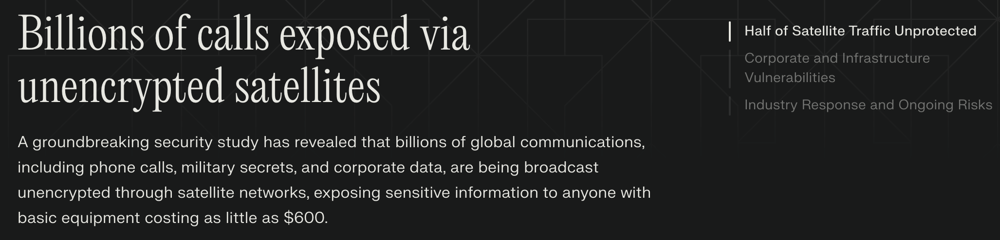 Billions of calls exposed via
unencrypted satellites
A groundbreaking security study has revealed that billions of global communications,
including phone calls, military secrets, and corporate data, are being broadcast
unencrypted through satellite networks, exposing sensitive information to anyone with
basic equipment costing as little as $600.
Half of Satellite Traffic Unprotected
Corporate and Infrastructure
Vulnerabilities
Industry Response and Ongoing Risks